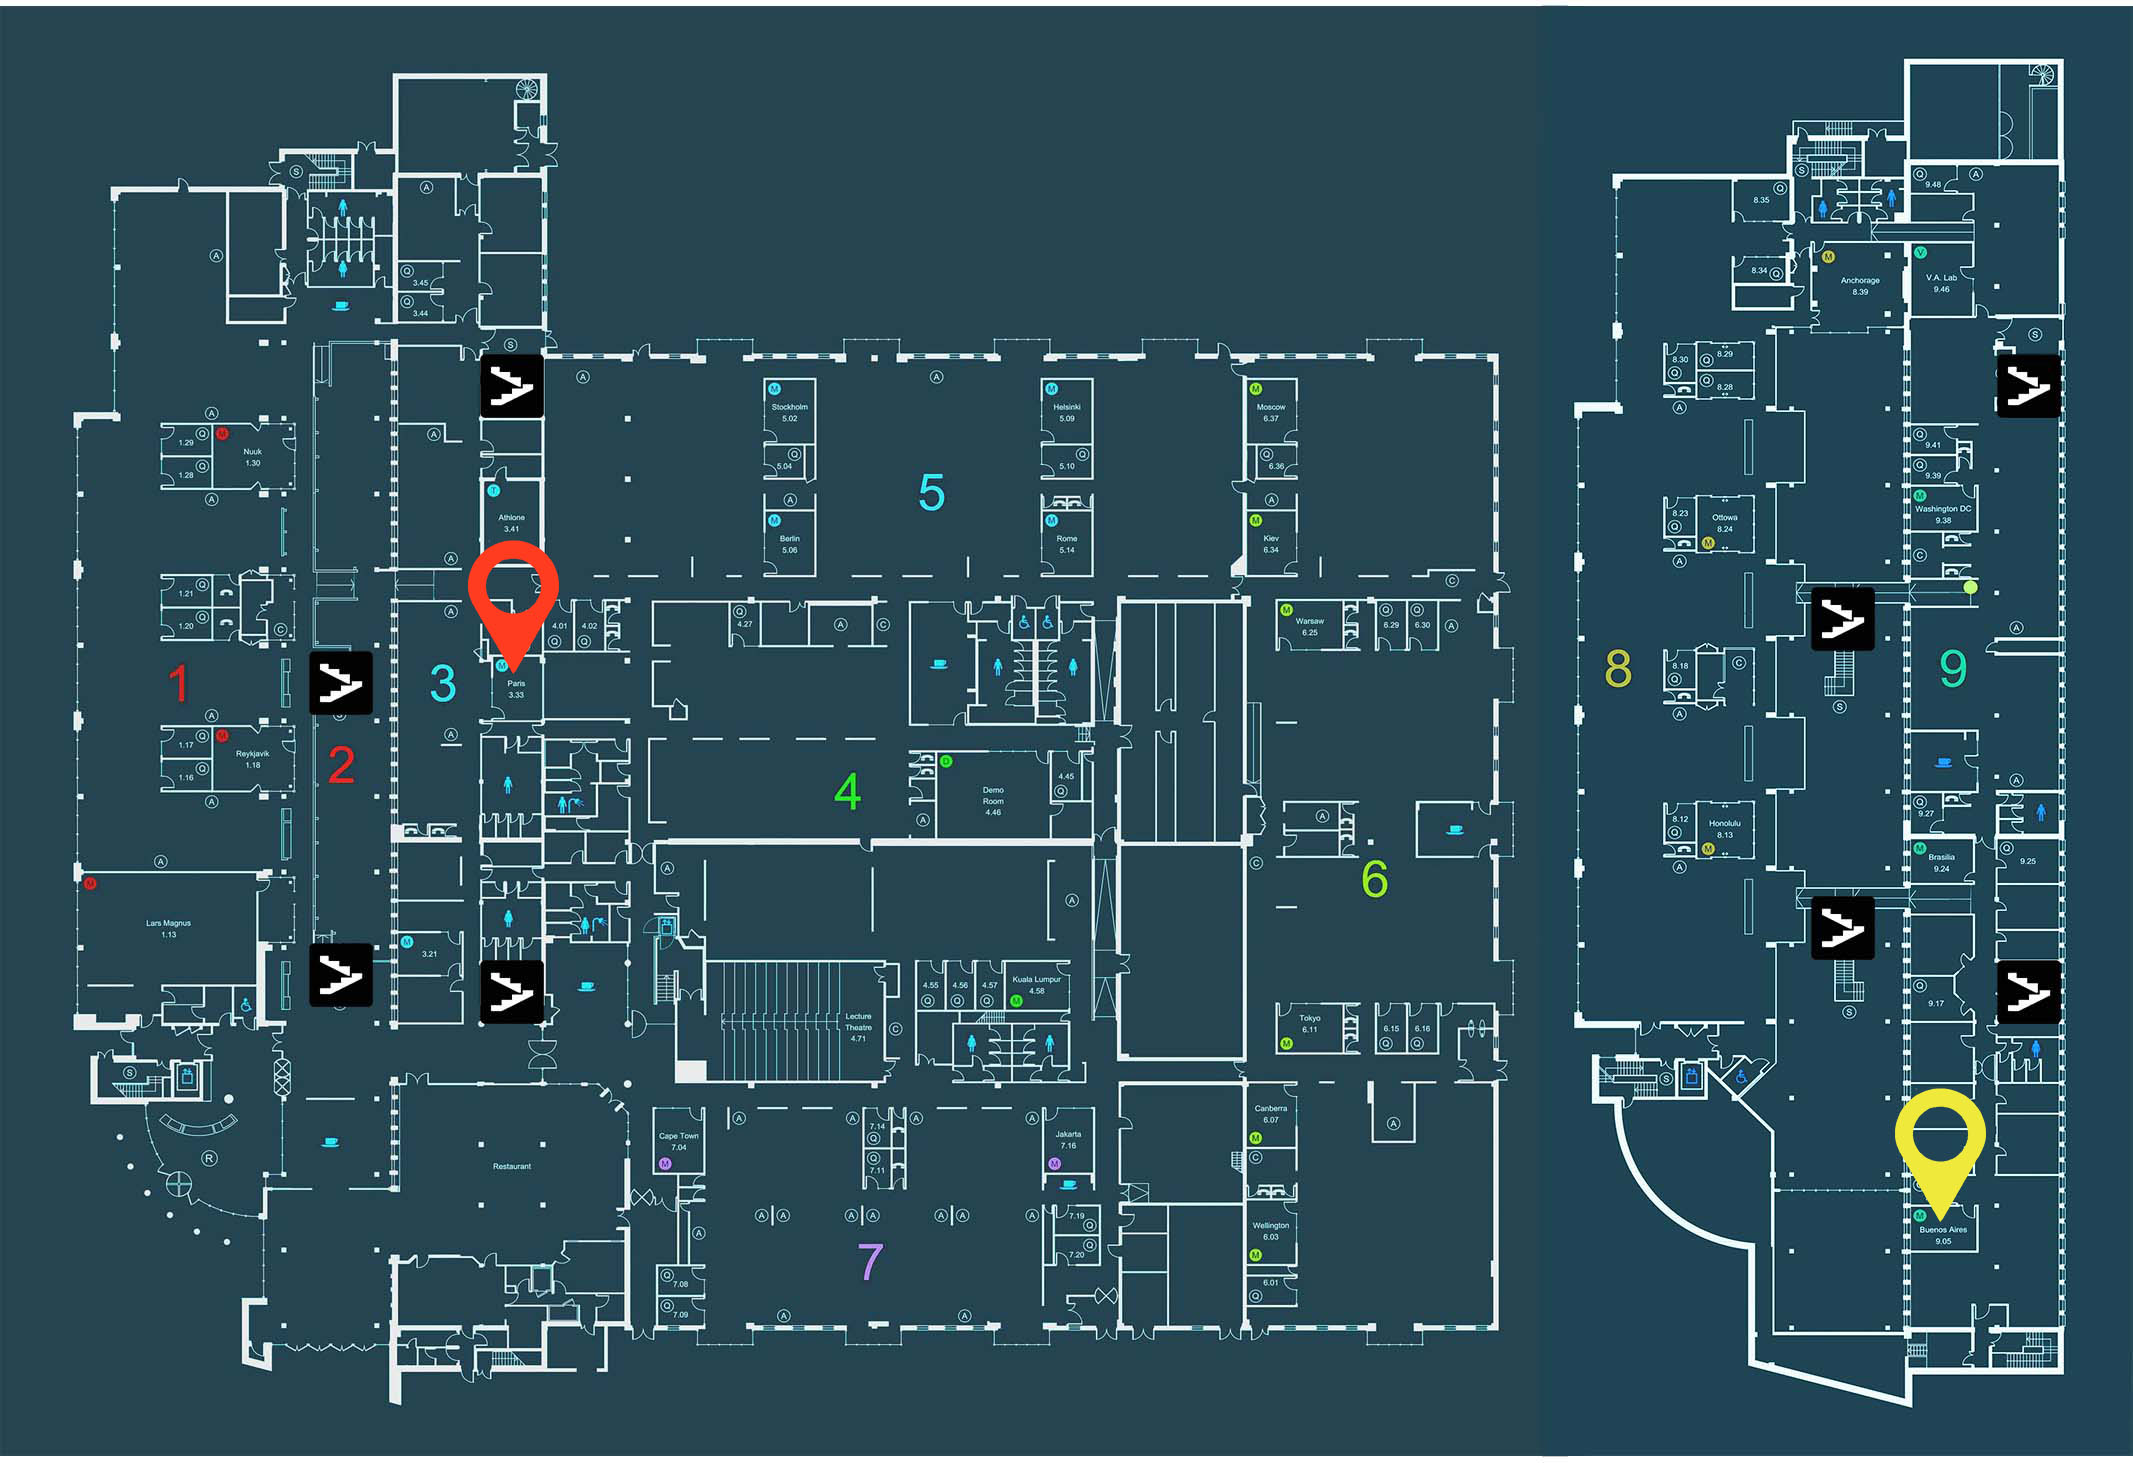 S
A
A
Q
3.45
Q
3.44
S
A
A
A
A
Q
1.29
M
Nuuk
1.30
Q
1.28
A
A
T
Athlone
3.41
M
Stockholm
5.02
Q
5.04
A
M
Berlin
5.06
5
M
Helsinki
5.09
Q
5.10
M
Rome
5.14
M
Moscow
6.37
Q
6.36
A
M
Kiev
6.34
C
Q
1.21
1.20
Q
C
A
A
4.01
Q
4.02
Q
Q
4.27
A
C
M
Warsaw
6.25
Q
6.29
Q
6.30
A
1
2
3
M
Paris
3.33
A
A
Q
1.17
M
Reykjavik
1.18
Q
1.16
A
4
A
D
Demo
Room
4.46
4.45
Q
A
C
6
A
M
Lars Magnus
1.13
M
3.21
A
A
Lecture
Theatre
4.71
C
4.55
Q
4.56
Q
4.57
Q
Kuala Lumpur
4.58
M
Tokyo
6.11
M
6.15
Q
6.16
Q
S
R
Restaurant
Cape Town
7.04
M
A
A
7.14
Q
Q
7.11
A
A
Jakarta
7.16
M
Canberra
6.07
M
C
A
A
A
A
A
A
A
A
A
A
7
7.19
Q
Q
7.20
Wellington
6.03
M
6.01
Q
Q
7.08
Q
7.09
A
A
S
Q
8.35
Q
9.48
A
8.34
Q
M
Anchorage
8.39
V
V.A. Lab
9.46
S
8.30
Q
8.29
Q
Q
8.28
A
Q
9.41
Q
9.39
M
Washington DC
9.38
8.23
Q
Ottowa
8.24
M
A
C
A
8
8.18
Q
C
A
S
9
A
8.12
Q
Honolulu
8.13
M
A
Q
9.27
M
Brasilia
9.24
Q
9.25
S
Q
9.17
S
M
Buenos Aires
9.05